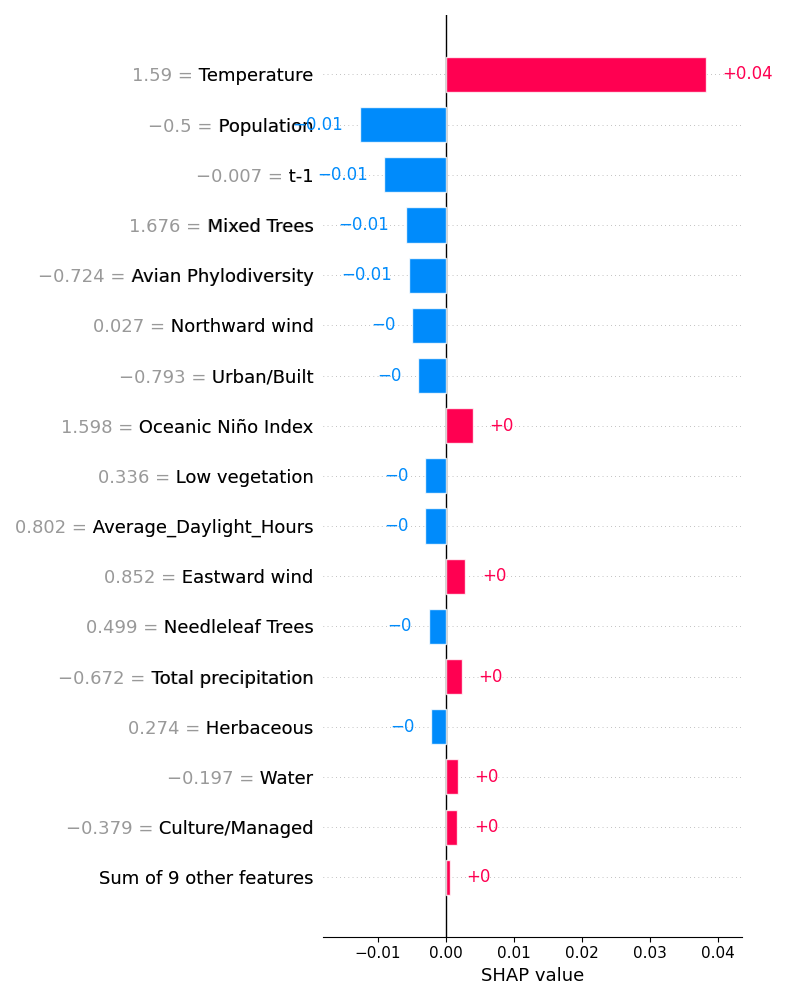 1.59 = Temperature +0.04
−0.5 = Population −0.01
−0.007 = t-1 −0.01
1.676 = Mixed Trees −0.01
−0.724 = Avian Phylodiversity −0.01
0.027 = Northward wind −0
−0.793 = Urban/Built −0
1.598 = Oceanic Niño Index +0
0.336 = Low vegetation −0
0.802 = Average_Daylight_Hours −0
0.852 = Eastward wind +0
0.499 = Needleleaf Trees −0
−0.672 = Total precipitation +0
0.274 = Herbaceous −0
−0.197 = Water +0
−0.379 = Culture/Managed +0
Sum of 9 other features +0
−0.01 0.00 0.01 0.02 0.03 0.04
SHAP value